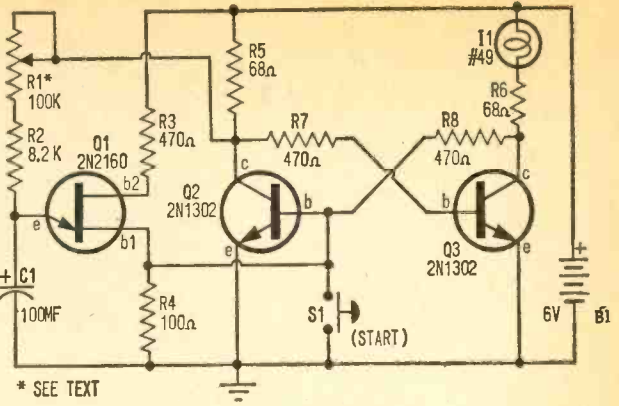 R1*
100K
R2
8.2 K
Q1
2N2160
e
b2
b1
+
C1
100MF
R3
470Ω
R4
100Ω
R5
68Ω
R7
470Ω
Q2
2N1302
c
b
e
S1
(START)
R8
470Ω
I1
#49
R6
68Ω
c
b
e
Q3
2N1302
+
6V
B1
* SEE TEXT